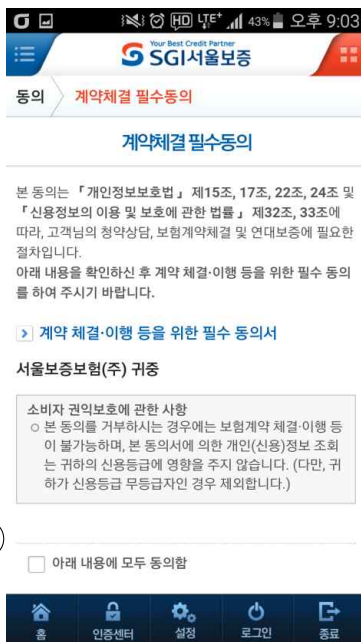 HD LTE+ 43% 오후 9:03
Your Best Credit Partner
SGI서울보증
동의 계약체결 필수동의
계약체결 필수동의
본 동의는 「개인정보보호법」 제15조, 17조, 22조, 24조 및
「신용정보의 이용 및 보호에 관한 법률」 제32조, 33조에
따라, 고객님의 청약상담, 보험계약체결 및 연대보증에 필요한
절차입니다.
아래 내용을 확인하신 후 계약 체결·이행 등을 위한 필수 동의
를 하여 주시기 바랍니다.
계약 체결·이행 등을 위한 필수 동의서
서울보증보험(주) 귀중
소비자 권익보호에 관한 사항
○ 본 동의를 거부하시는 경우에는 보험계약 체결·이행 등
이 불가능하며, 본 동의서에 의한 개인(신용)정보 조회
는 귀하의 신용등급에 영향을 주지 않습니다. (다만, 귀
하가 신용등급 무등급자인 경우 제외합니다.)
아래 내용에 모두 동의함
홈 인증센터 설정 로그인 종료